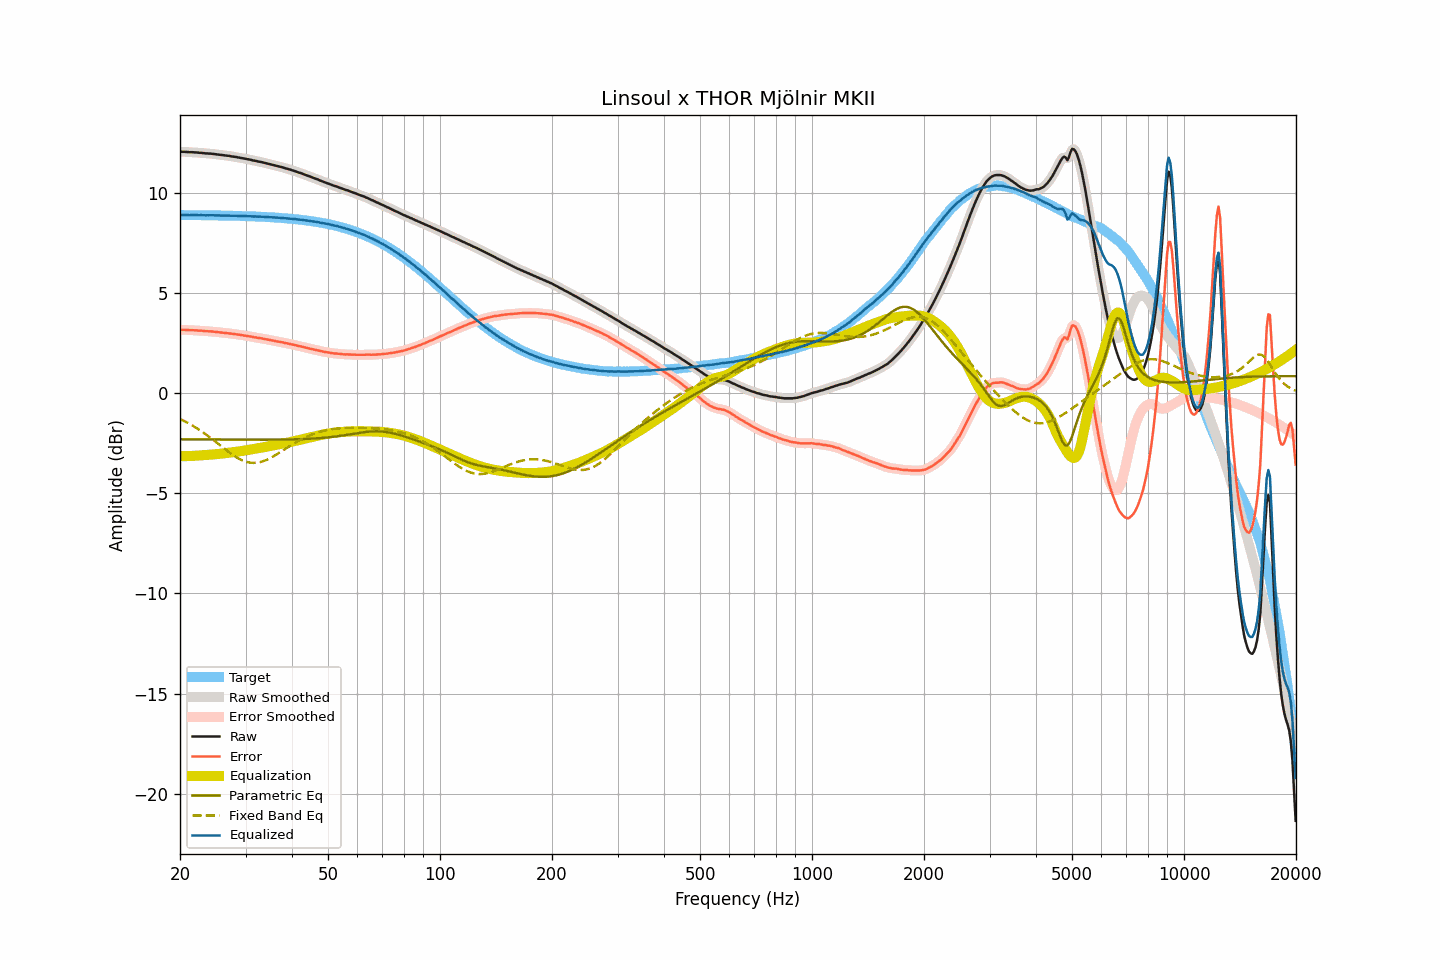 Linsoul x THOR Mjölnir MKII
Amplitude (dBr)
10
5
0
−5
−10
−15
−20
Target
Raw Smoothed
Error Smoothed
Raw
Error
Equalization
Parametric Eq
Fixed Band Eq
Equalized
20 50 100 200 500 1000 2000 5000 10000 20000
Frequency (Hz)